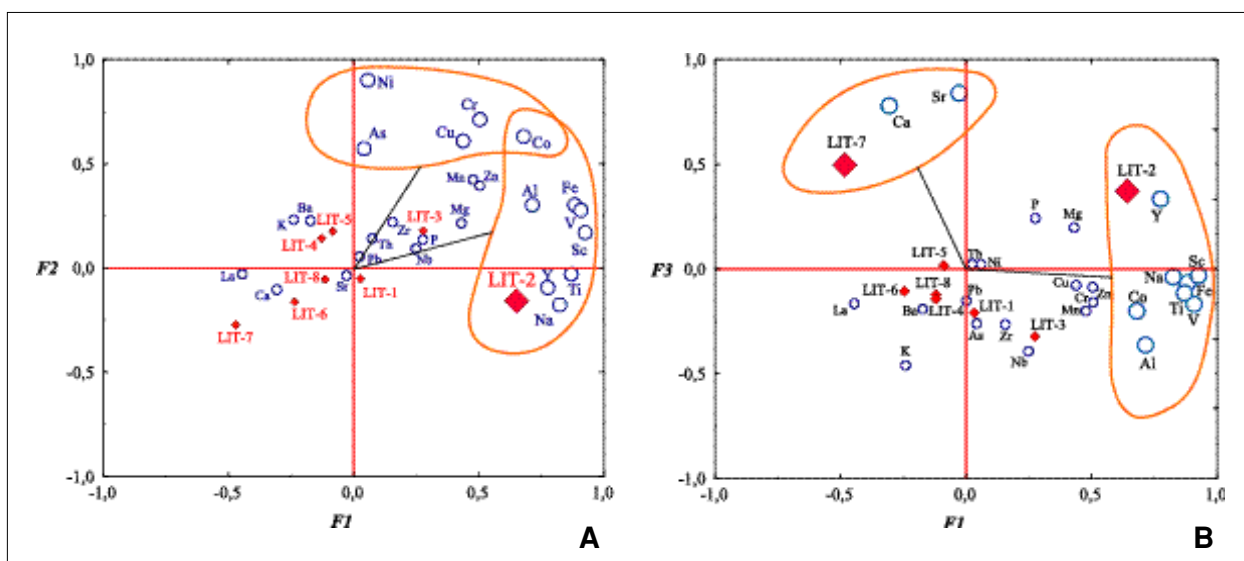 1,0
Ni
Cr
As
Cu
Co
0,5
Mn
Zn
Al
Fe
V
Ba
K
LIT-5
LIT-3
Mg
LIT-4
Zr
Th
P
Sc
Pb
Nb
F2
0,0
La
LIT-8
Sr
LIT-1
Y
Ti
Ca
LIT-2
LIT-6
Na
LIT-7
-0,5
-1,0
-1,0
-0,5
0,0
0,5
1,0
F1
A
1,0
Sr
Ca
LIT-7
0,5
LIT-2
P
Mg
Y
LIT-5
Ni
F3
0,0
Na
Sc
LIT-6
LIT-8
Pb
Cu
Zn
Fe
La
Ba
LIT-4
LIT-1
Cr
Mn
Co
Ti
V
As
Zr
LIT-3
K
Nb
Al
-0,5
-1,0
-1,0
-0,5
0,0
0,5
1,0
F1
B